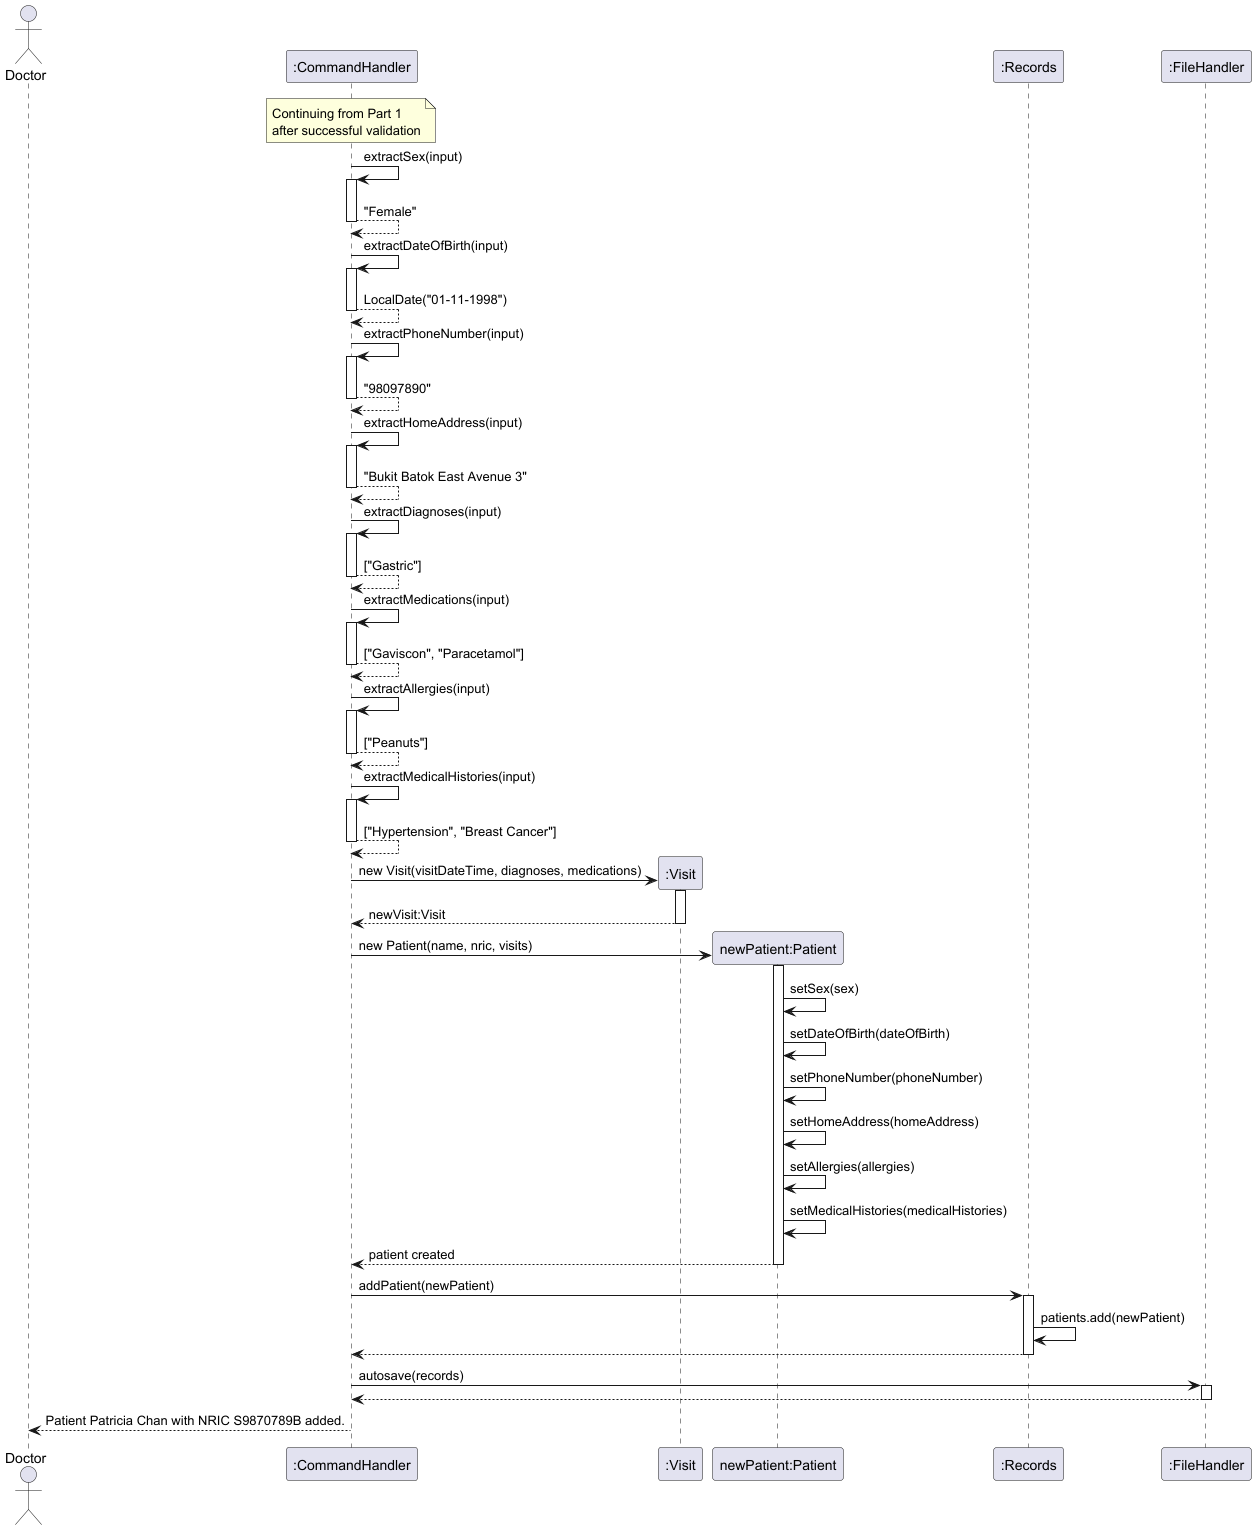 Doctor
:CommandHandler
:Records
:FileHandler
Continuing from Part 1
after successful validation
extractSex(input)
"Female"
extractDateOfBirth(input)
LocalDate("01-11-1998")
extractPhoneNumber(input)
"98097890"
extractHomeAddress(input)
"Bukit Batok East Avenue 3"
extractDiagnoses(input)
["Gastric"]
extractMedications(input)
["Gaviscon", "Paracetamol"]
extractAllergies(input)
["Peanuts"]
extractMedicalHistories(input)
["Hypertension", "Breast Cancer"]
new Visit(visitDateTime, diagnoses, medications)
:Visit
newVisit:Visit
new Patient(name, nric, visits)
newPatient:Patient
setSex(sex)
setDateOfBirth(dateOfBirth)
setPhoneNumber(phoneNumber)
setHomeAddress(homeAddress)
setAllergies(allergies)
setMedicalHistories(medicalHistories)
patient created
addPatient(newPatient)
patients.add(newPatient)
autosave(records)
Patient Patricia Chan with NRIC S9870789B added.
Doctor
:CommandHandler
:Visit
newPatient:Patient
:Records
:FileHandler